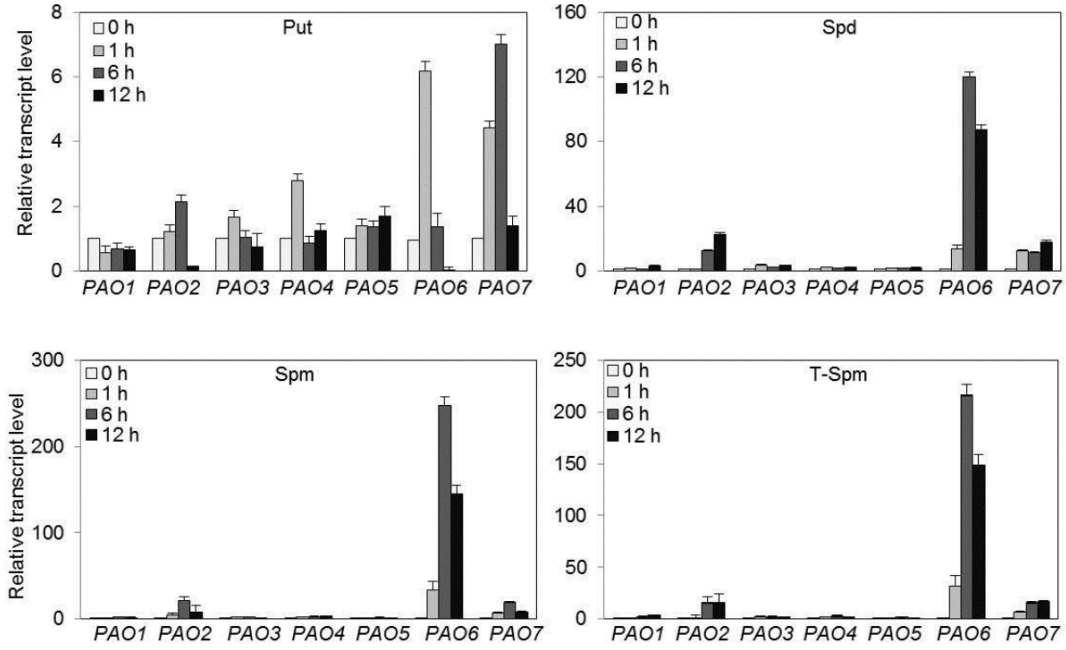 Put
Relative transcript level
8
6
4
2
0
0 h
1 h
6 h
12 h
PAO1 PAO2 PAO3 PAO4 PAO5 PAO6 PAO7
Spd
160
120
80
40
0
0 h
1 h
6 h
12 h
PAO1 PAO2 PAO3 PAO4 PAO5 PAO6 PAO7
Spm
Relative transcript level
300
200
100
0
0 h
1 h
6 h
12 h
PAO1 PAO2 PAO3 PAO4 PAO5 PAO6 PAO7
T-Spm
250
200
150
100
50
0
0 h
1 h
6 h
12 h
PAO1 PAO2 PAO3 PAO4 PAO5 PAO6 PAO7